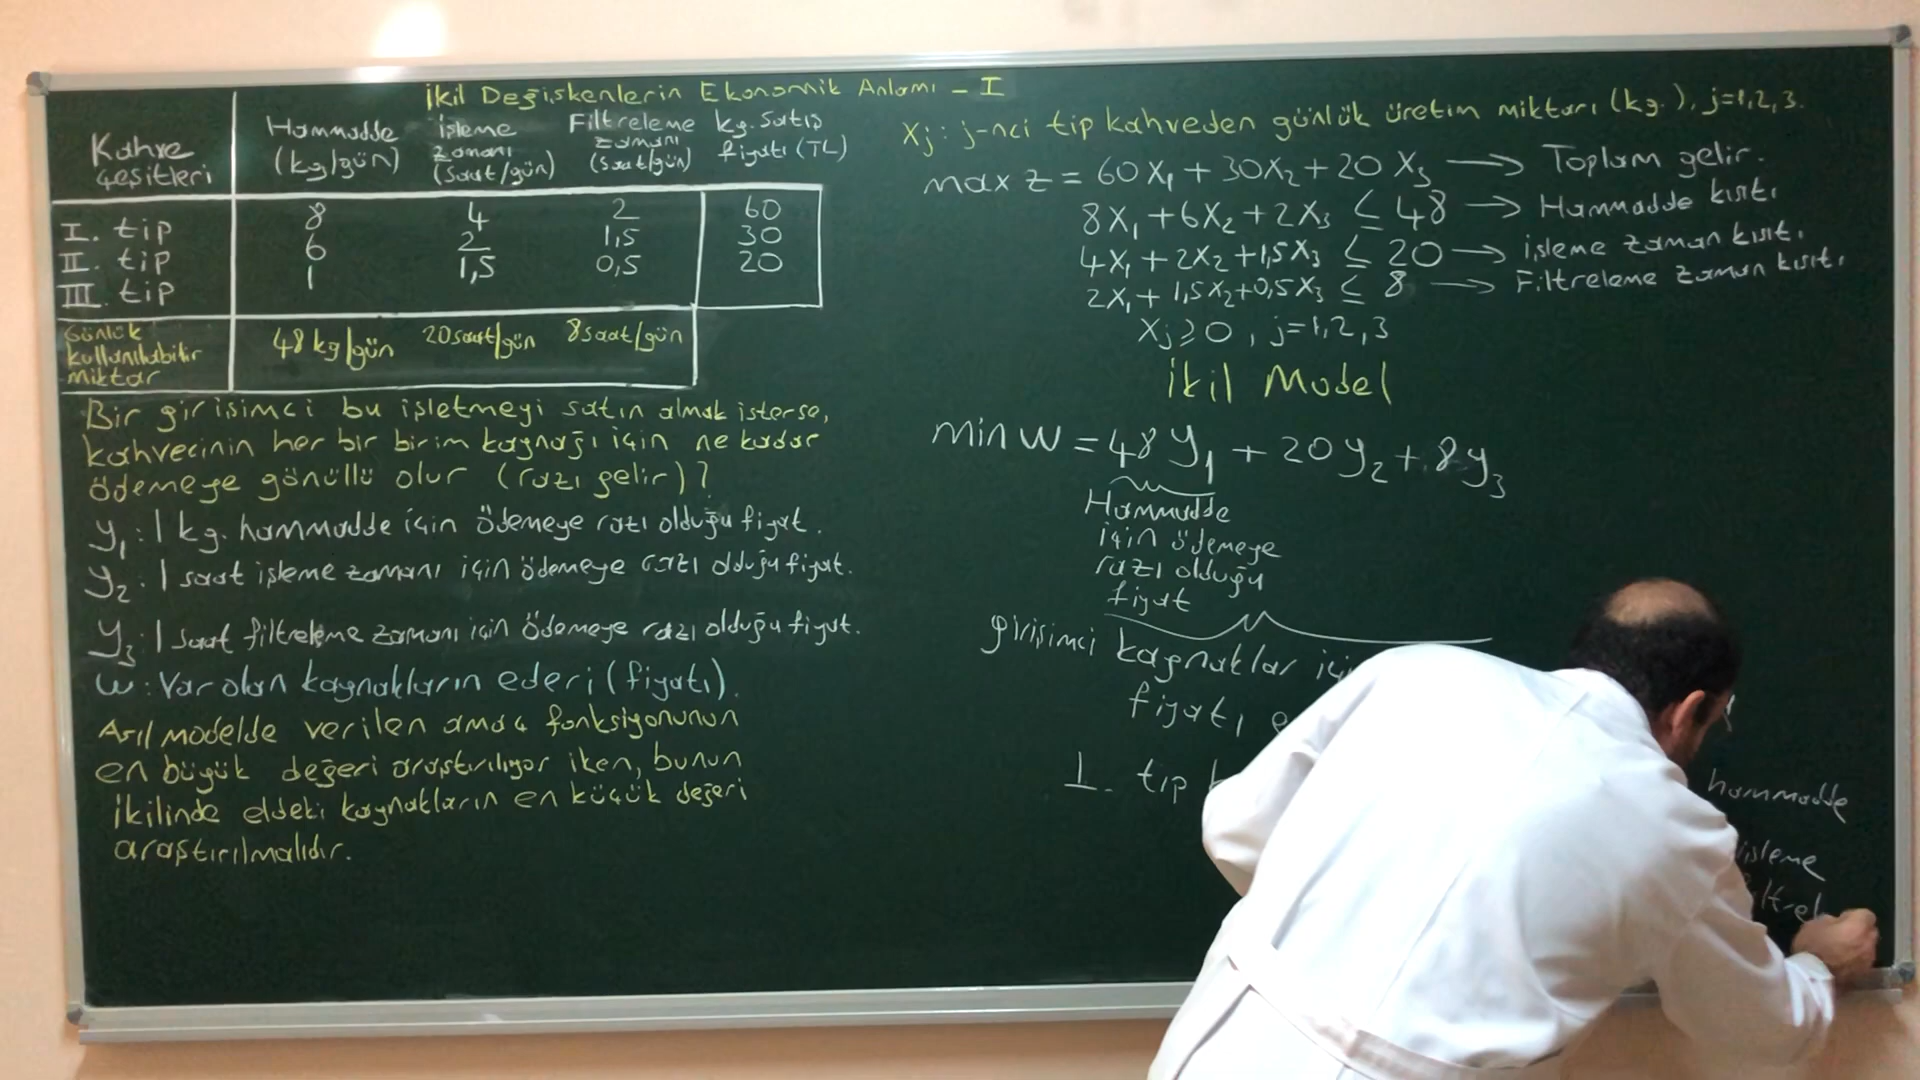 İkil Değişkenlerin Ekonomik Anlamı - I
Kahve çeşitleri
Hammadde (kg/gün)
işleme zamanı (saat/gün)
Filtreleme zamanı (saat/gün)
kg. satış fiyatı (TL)
I. tip 8 4 2 60
II. tip 6 2 1,5 30
III. tip 1 1,5 0,5 20
Günlük kullanılabilir miktar 48 kg/gün 20 saat/gün 8 saat/gün
Bir girişimci bu işletmeyi satın almak isterse,
kahvecinin her bir birim kaynağı için ne kadar
ödemeye gönüllü olur (razı gelir)?
y₁: 1 kg. hammadde için ödemeye razı olduğu fiyat.
y₂: 1 saat işleme zamanı için ödemeye razı olduğu fiyat.
y₃: 1 saat filtreleme zamanı için ödemeye razı olduğu fiyat.
w: Var olan kaynakların ederi (fiyatı).
Asıl modelde verilen amaç fonksiyonunun
en büyük değeri araştırılıyor iken, bunun
ikilinde eldeki kaynakların en küçük değeri
araştırılmalıdır.
Xj: j-nci tip kahveden günlük üretim miktarı (kg.), j=1,2,3.
max z = 60X₁ + 30X₂ + 20X₃ → Toplam gelir.
8X₁ + 6X₂ + 2X₃ ≤ 48 → Hammadde kısıtı
4X₁ + 2X₂ + 1,5X₃ ≤ 20 → işleme zaman kısıtı
2X₁ + 1,5X₂ + 0,5X₃ ≤ 8 → Filtreleme zaman kısıtı
Xj ≥ 0, j=1,2,3
İkil Model
min w = 48y₁ + 20y₂ + 8y₃
Hammadde
için ödemeye
razı olduğu
fiyat
girişimci kaynaklar
fiyatı
I. tip
hammadde
işleme